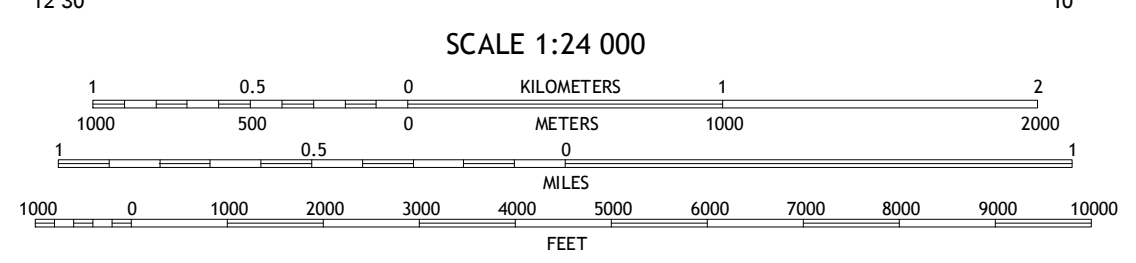 12'30"
10'
SCALE 1:24 000
1 0.5 0 KILOMETERS 1 2
1000 500 0 METERS 1000 2000
1 0.5 0 1
MILES
1000 0 1000 2000 3000 4000 5000 6000 7000 8000 9000 10000
FEET